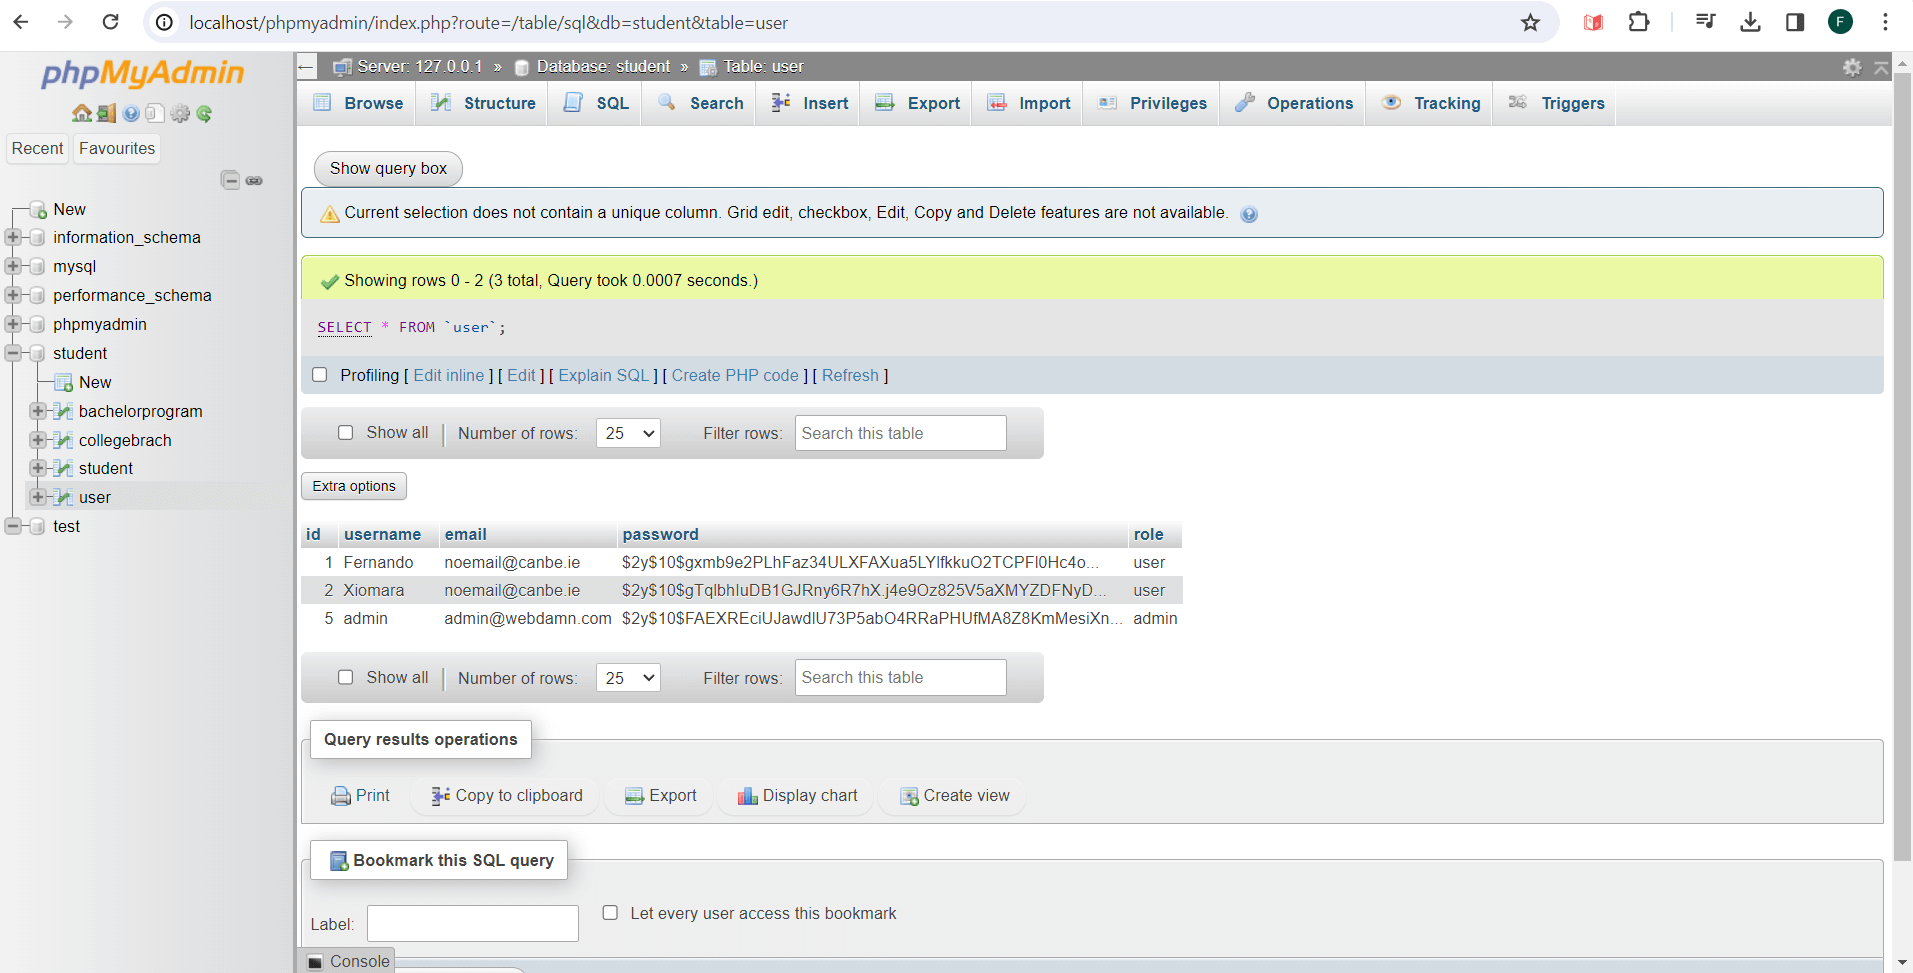 localhost/phpmyadmin/index.php?route=/table/sql&db=student&table=user
F
phpMyAdmin
Recent
Favourites
New
information_schema
mysql
performance_schema
phpmyadmin
student
New
bachelorprogram
collegebrach
student
user
test
Server: 127.0.0.1 » Database: student » Table: user
Browse Structure SQL Search Insert Export Import Privileges Operations Tracking Triggers
Show query box
Current selection does not contain a unique column. Grid edit, checkbox, Edit, Copy and Delete features are not available.
Showing rows 0 - 2 (3 total, Query took 0.0007 seconds.)
SELECT * FROM `user`;
Profiling [ Edit inline ] [ Edit ] [ Explain SQL ] [ Create PHP code ] [ Refresh ]
Show all Number of rows: 25 Filter rows: Search this table
Extra options
id username email password role
1 Fernando noemail@canbe.ie $2y$10$gxmb9e2PLhFaz34ULXFAXua5LYlfkkuO2TCPFl0Hc4o... user
2 Xiomara noemail@canbe.ie $2y$10$gTqlbhIuDB1GJRny6R7hX.j4e9Oz825V5aXMYZDFNyD... user
5 admin admin@webdamn.com $2y$10$FAEXREciUJawdlU73P5abO4RRaPHUfMA8Z8KmMesiXn... admin
Show all Number of rows: 25 Filter rows: Search this table
Query results operations
Print Copy to clipboard Export Display chart Create view
Bookmark this SQL query
Label: Let every user access this bookmark
Console